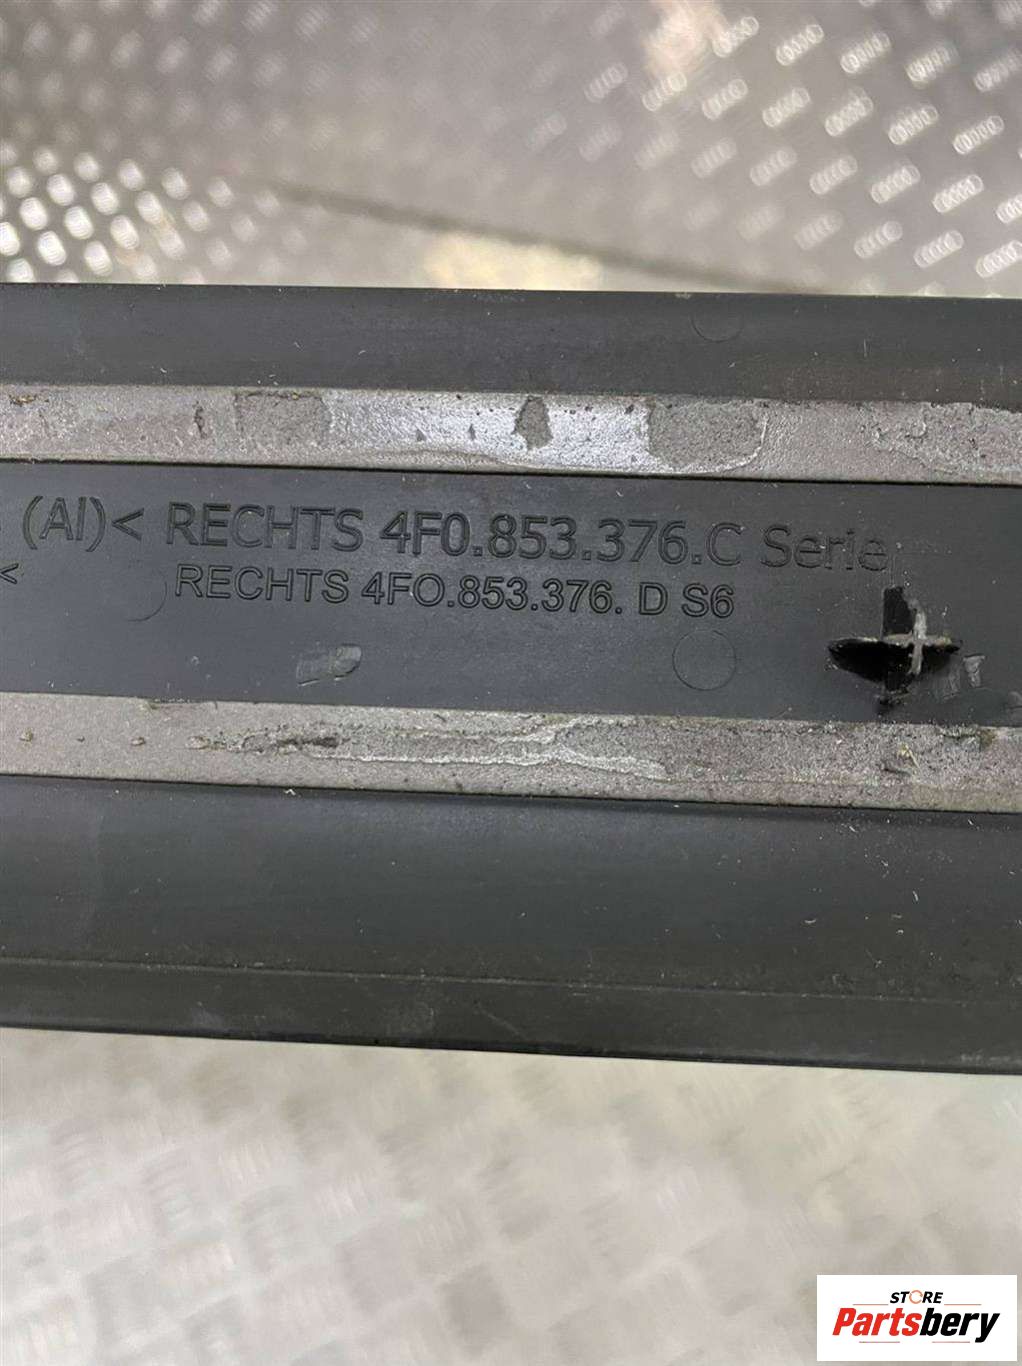 (Al)< RECHTS 4F0.853.376.C Serie
< RECHTS 4FO.853.376. D S6
STORE
Partsbery